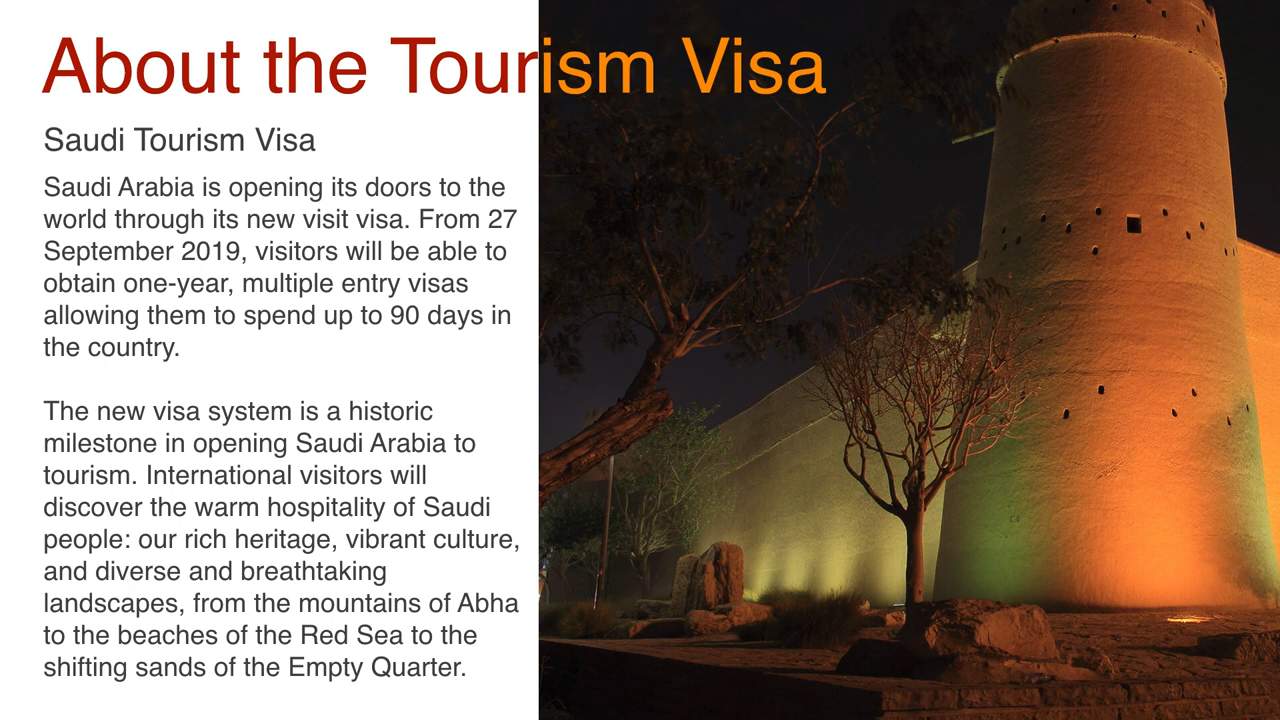 About the Tourism Visa
Saudi Tourism Visa
Saudi Arabia is opening its doors to the
world through its new visit visa. From 27
September 2019, visitors will be able to
obtain one-year, multiple entry visas
allowing them to spend up to 90 days in
the country.
The new visa system is a historic
milestone in opening Saudi Arabia to
tourism. International visitors will
discover the warm hospitality of Saudi
people: our rich heritage, vibrant culture,
and diverse and breathtaking
landscapes, from the mountains of Abha
to the beaches of the Red Sea to the
shifting sands of the Empty Quarter.